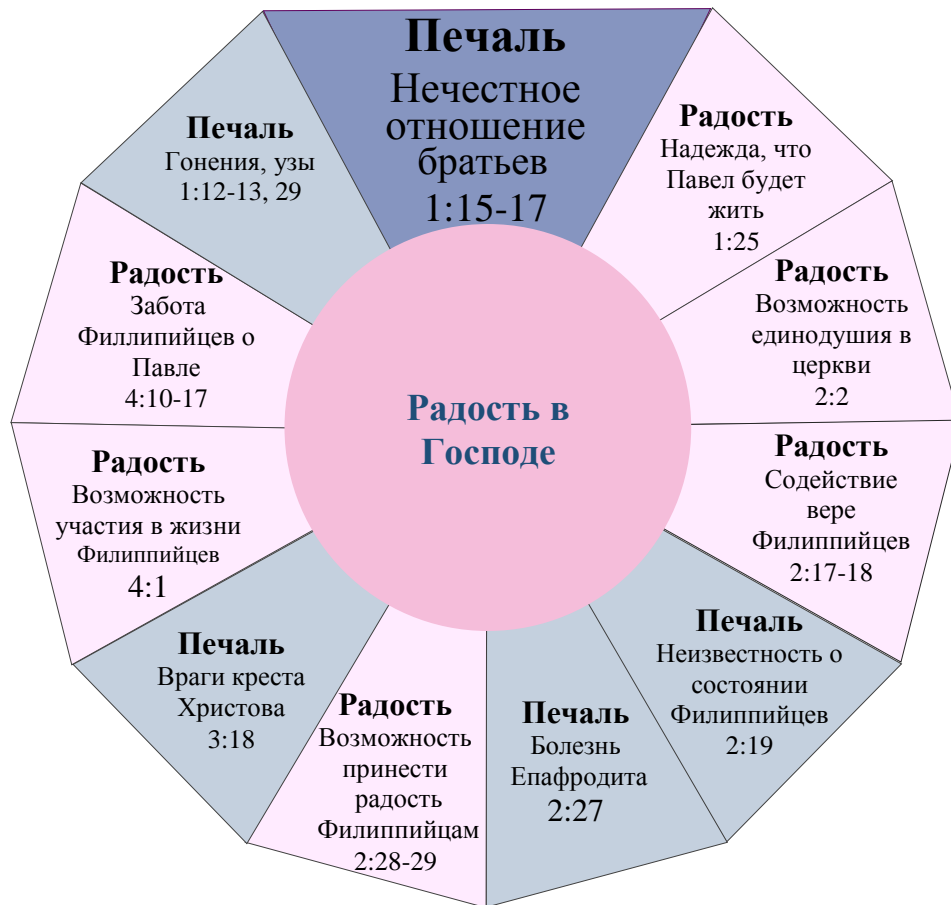 Печаль
Нечестное
отношение
братьев
1:15-17
Радость
Надежда, что
Павел будет
жить
1:25
Радость
Возможность
единодушия в
церкви
2:2
Радость
Содействие
вере
Филиппийцев
2:17-18
Печаль
Неизвестность о
состоянии
Филиппийцев
2:19
Печаль
Болезнь
Епафродита
2:27
Радость
Возможность
принести
радость
Филиппийцам
2:28-29
Печаль
Враги креста
Христова
3:18
Радость
Возможность
участия в жизни
Филиппийцев
4:1
Радость
Забота
Филлипийцев о
Павле
4:10-17
Печаль
Гонения, узы
1:12-13, 29
Радость в
Господе